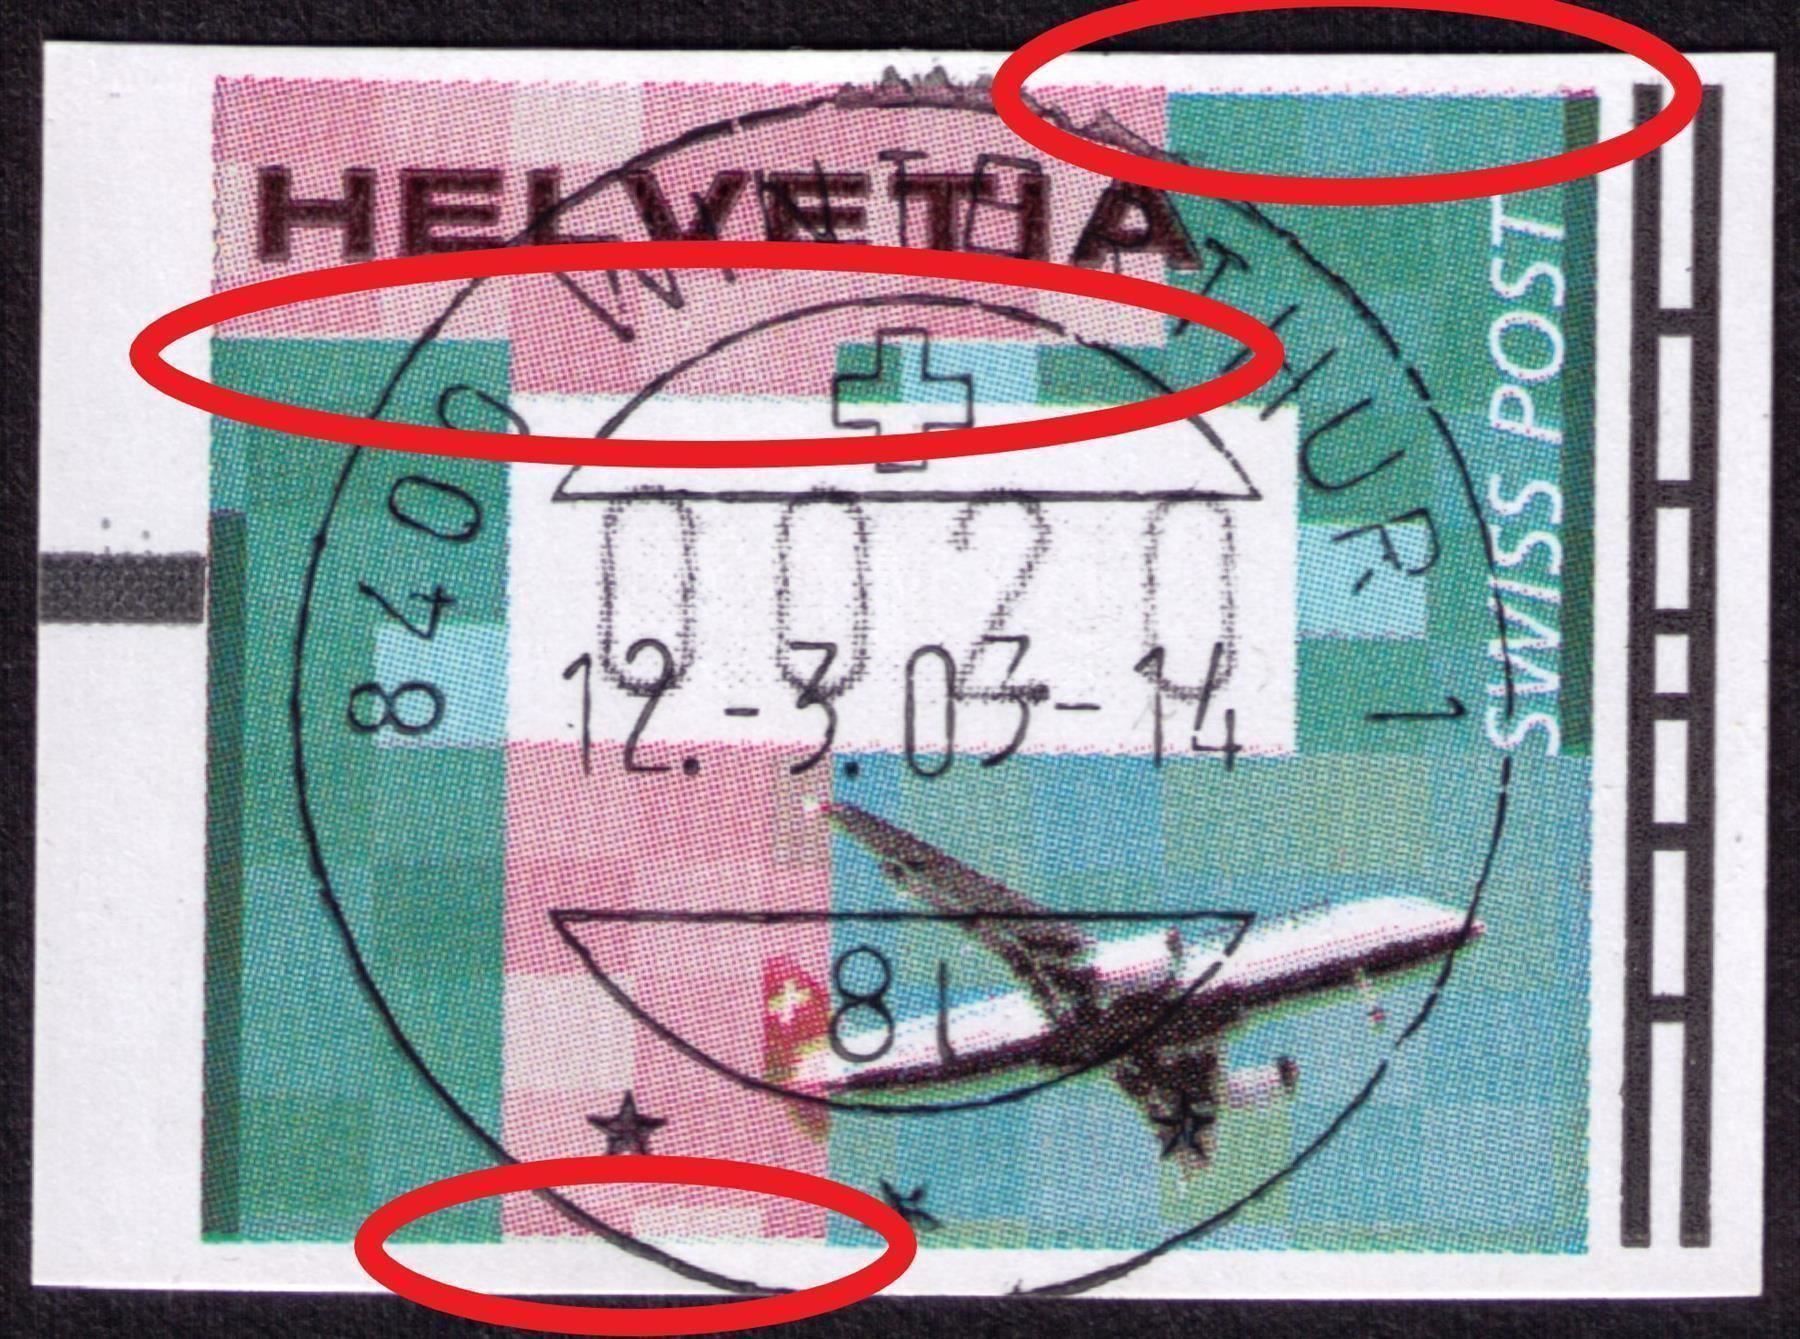 HELVETIA
8400 WINTERTHUR 1
SWISS POST
0020
12.-3.03-14
81